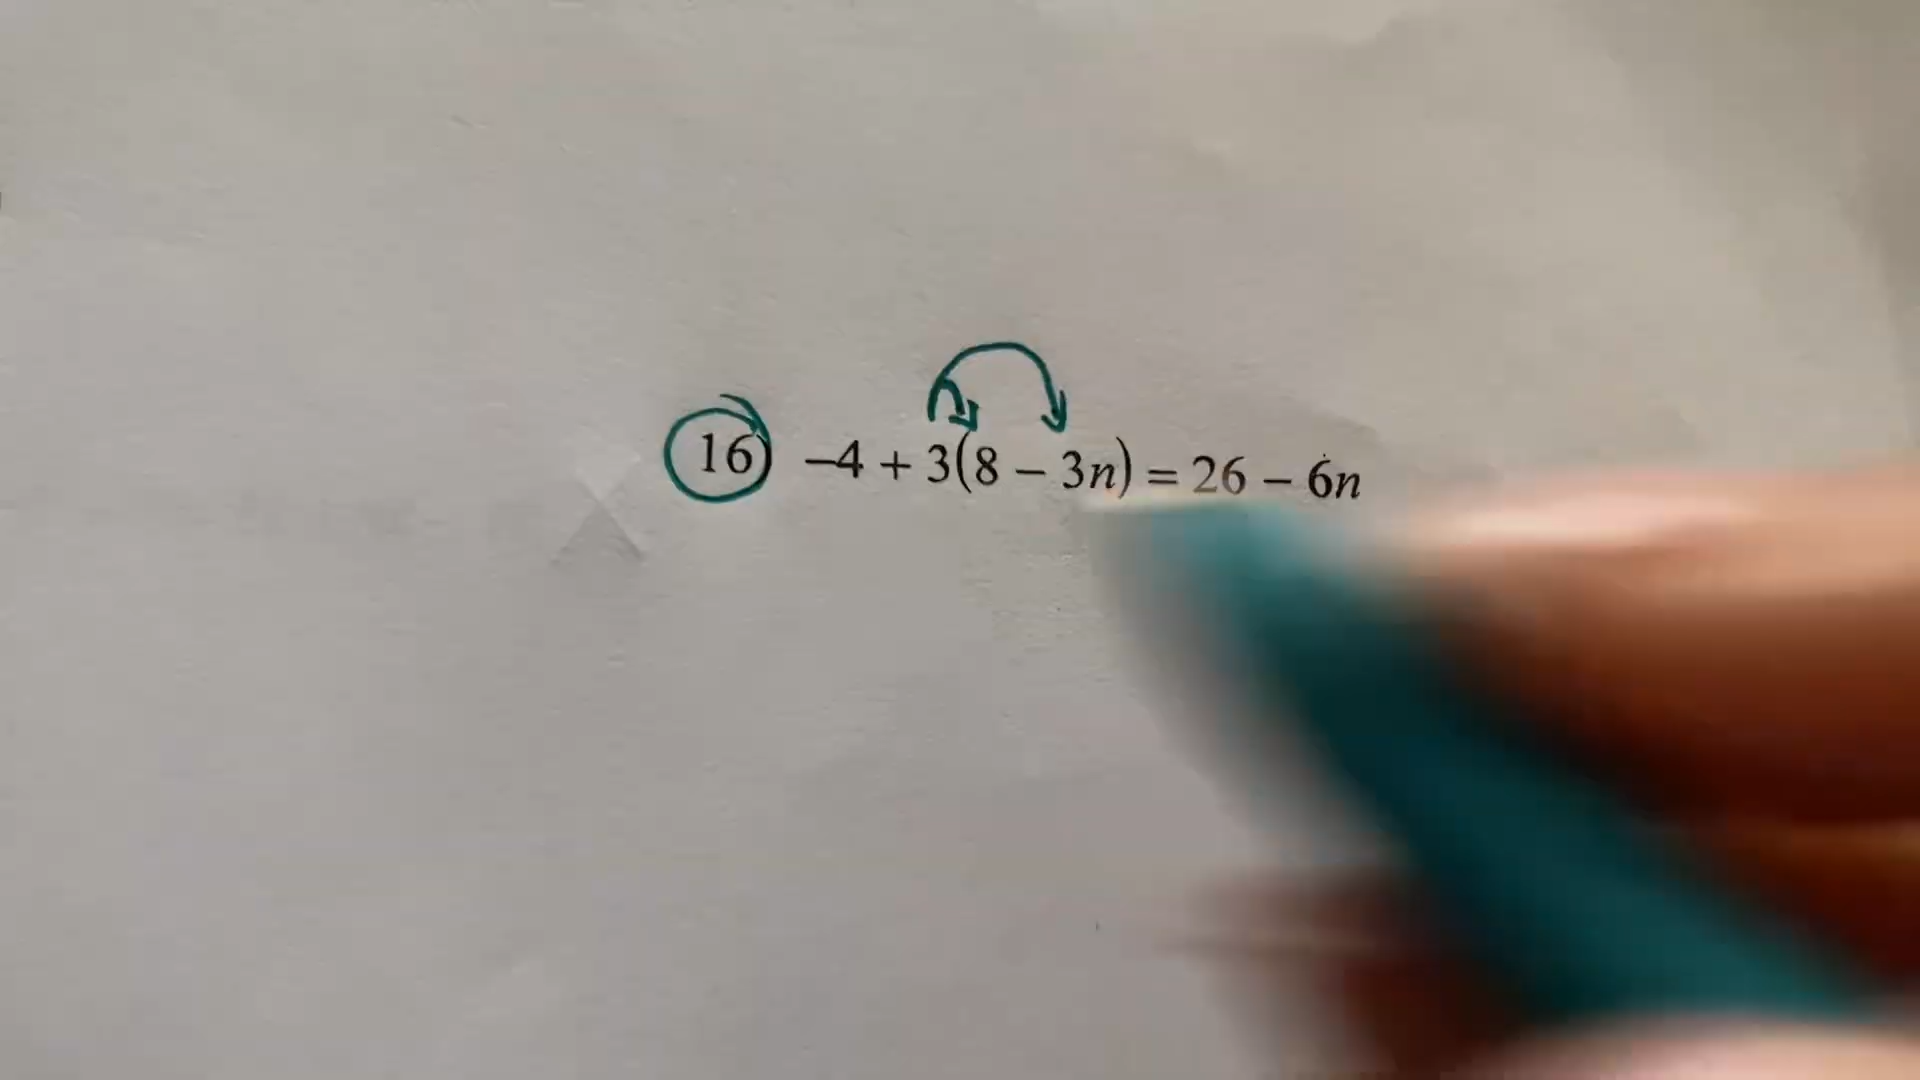 16) –4 + 3(8 – 3n) = 26 – 6n